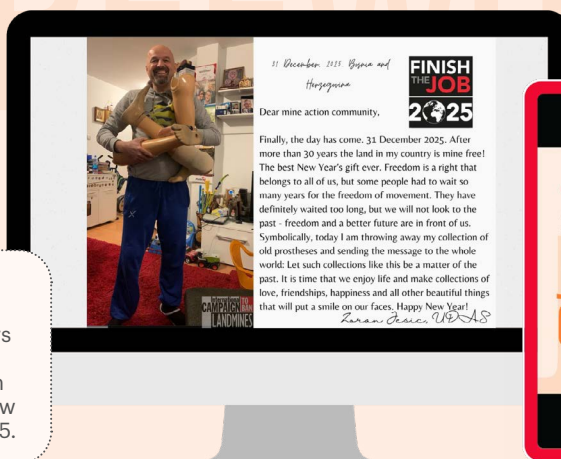 31 December, 2025. Bosnia and
Herzegovina
FINISH
THE JOB
2025
Dear mine action community,
Finally, the day has come. 31 December 2025. After
more than 30 years the land in my country is mine free!
The best New Year's gift ever. Freedom is a right that
belongs to all of us, but some people had to wait so
many years for the freedom of movement. They have
definitely waited too long, but we will not look to the
past - freedom and a better future are in front of us.
Symbolically, today I am throwing away my collection of
old prostheses and sending the message to the whole
world: Let such collections like this be a matter of the
past. It is time that we enjoy life and make collections of
love, friendships, happiness and all other beautiful things
that will put a smile on our faces. Happy New Year!
Zoran Jesic, UDAS
CAMPAIGN TO BAN
LANDMINES
5.